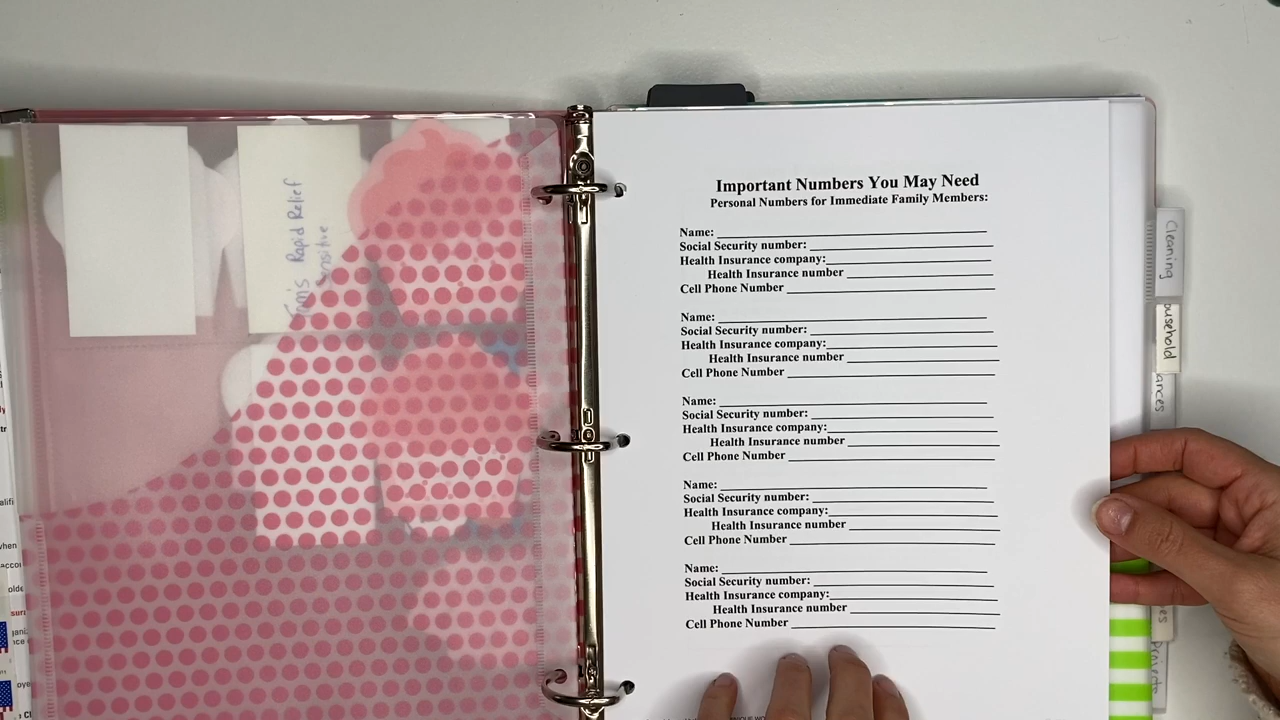 Rapid Relief
Important Numbers You May Need
Personal Numbers for Immediate Family Members:
Name:
Social Security number:
Health Insurance company:
Health Insurance number
Cell Phone Number
Name:
Social Security number:
Health Insurance company:
Health Insurance number
Cell Phone Number
Name:
Social Security number:
Health Insurance company:
Health Insurance number
Cell Phone Number
Name:
Social Security number:
Health Insurance company:
Health Insurance number
Cell Phone Number
Name:
Social Security number:
Health Insurance company:
Health Insurance number
Cell Phone Number
Cleaning
ousehold
ances